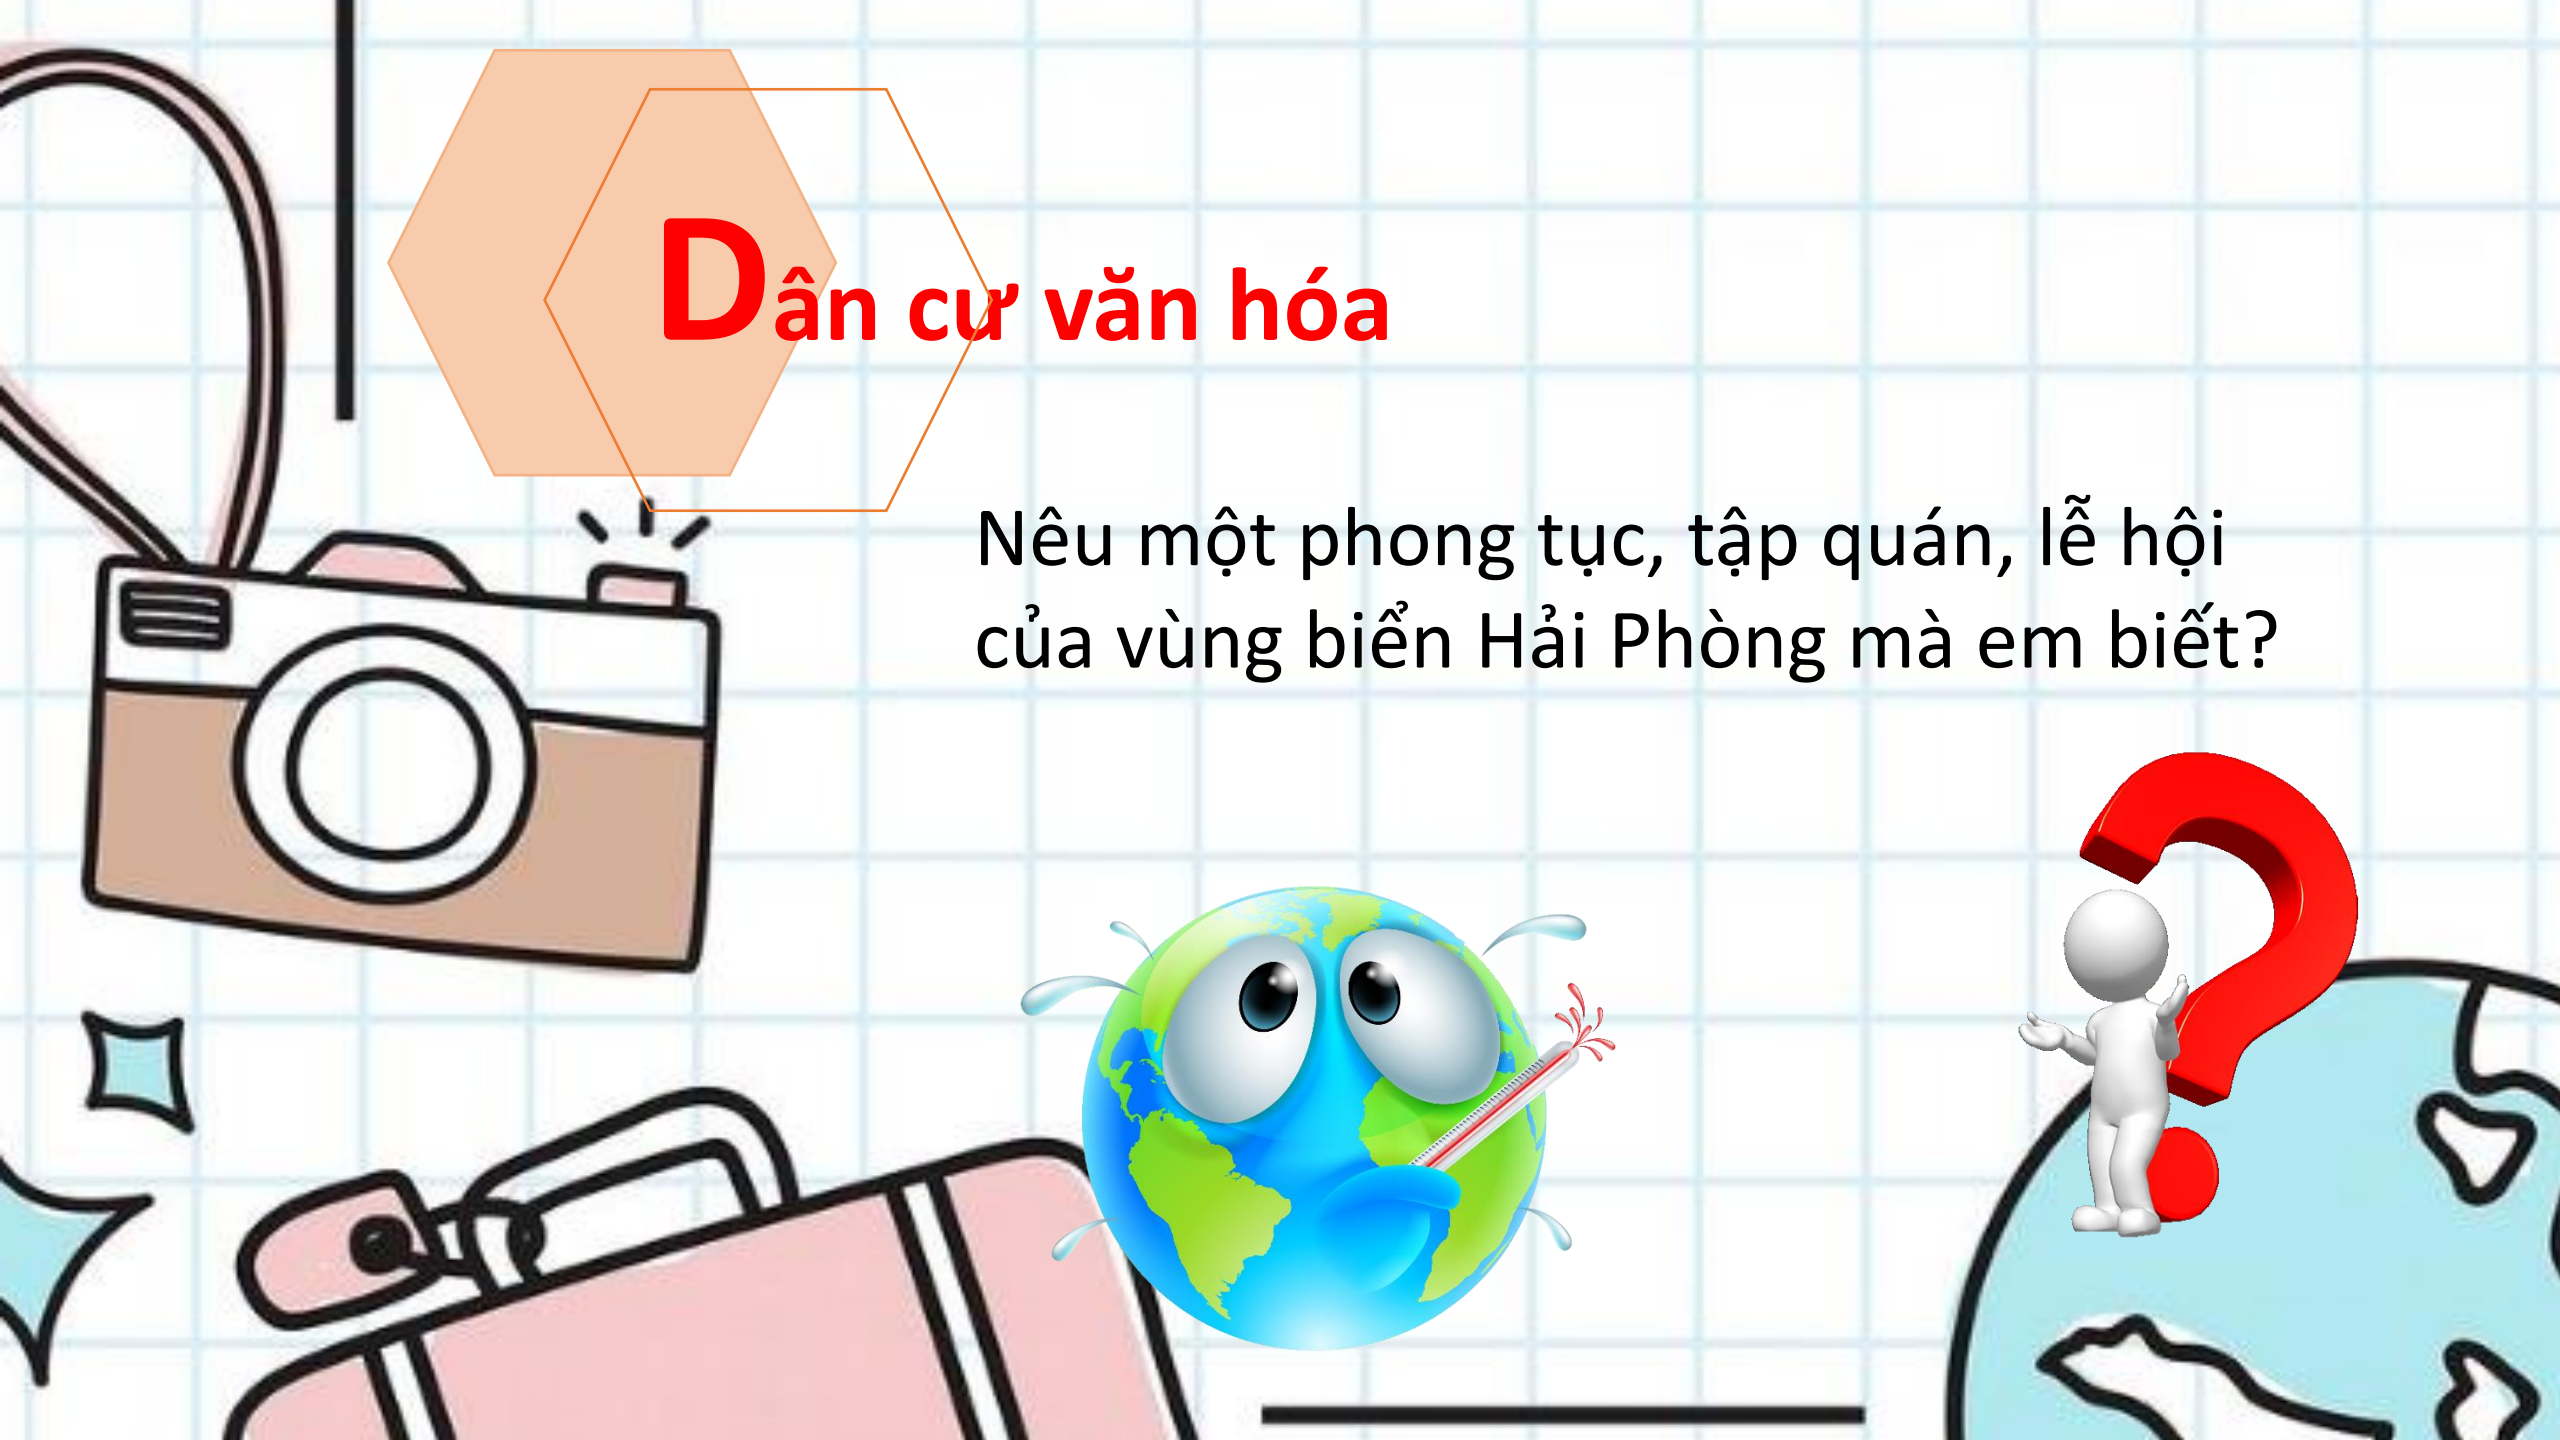 Dân cư văn hóa
Nêu một phong tục, tập quán, lễ hội
của vùng biển Hải Phòng mà em biết?